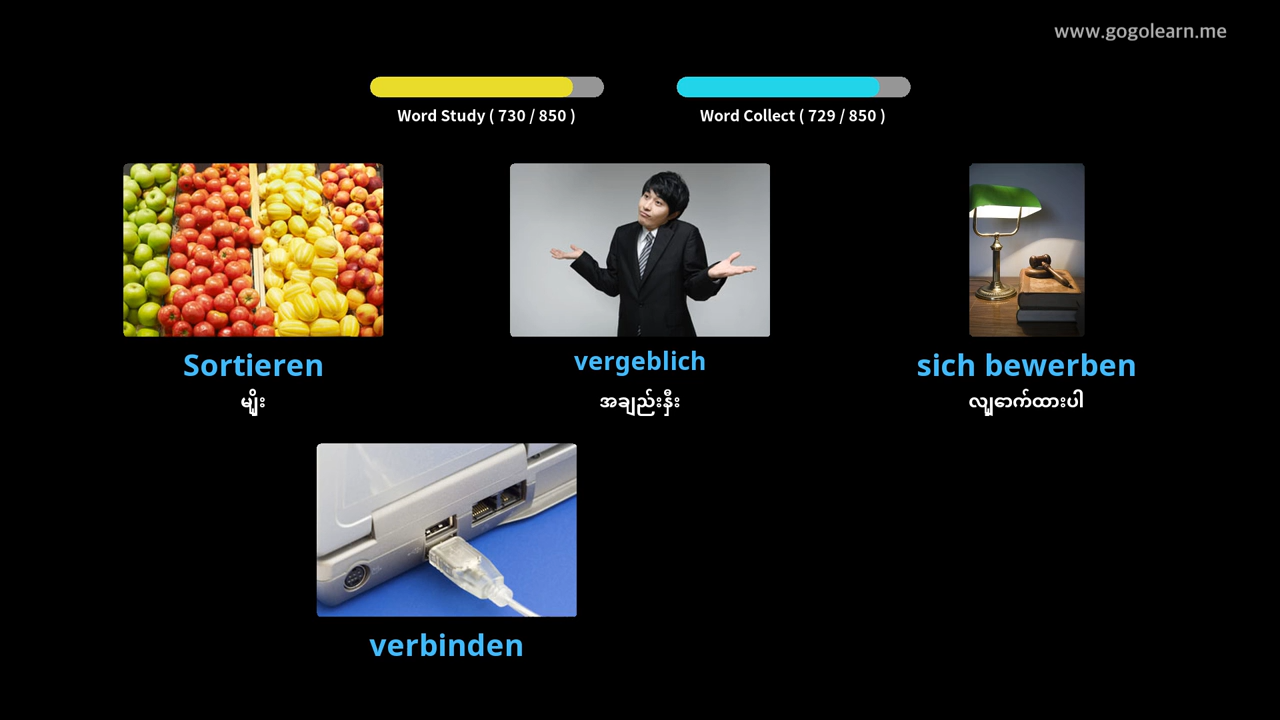 www.gogolearn.me
Word Study ( 730 / 850 )
Word Collect ( 729 / 850 )
Sortieren
မျိုး
vergeblich
အချည်းနှီး
sich bewerben
လျှောက်ထားပါ
verbinden